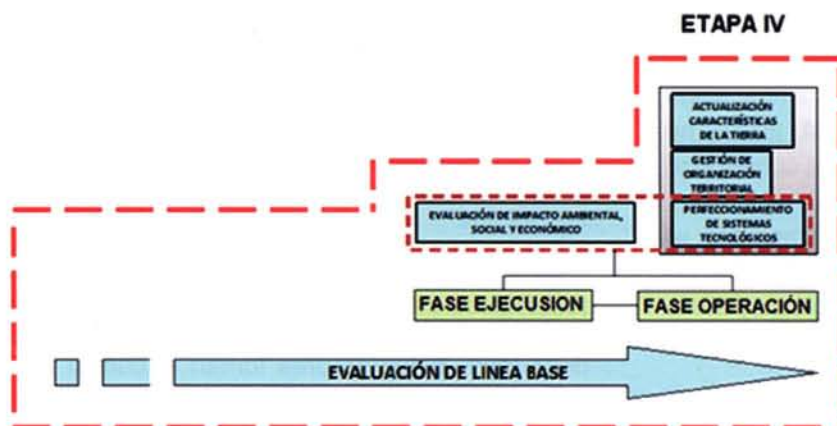 ETAPA IV
ACTUALIZACIÓN
CARACTERÍSTICAS
DE LA TIERRA
GESTIÓN DE
ORGANIZACIÓN
TERRITORIAL
EVALUACIÓN DE IMPACTO AMBIENTAL,
SOCIAL Y ECONÓMICO
PERFECCIONAMIENTO
DE SISTEMAS
TECNOLÓGICOS
FASE EJECUSION
FASE OPERACIÓN
EVALUACIÓN DE LINEA BASE